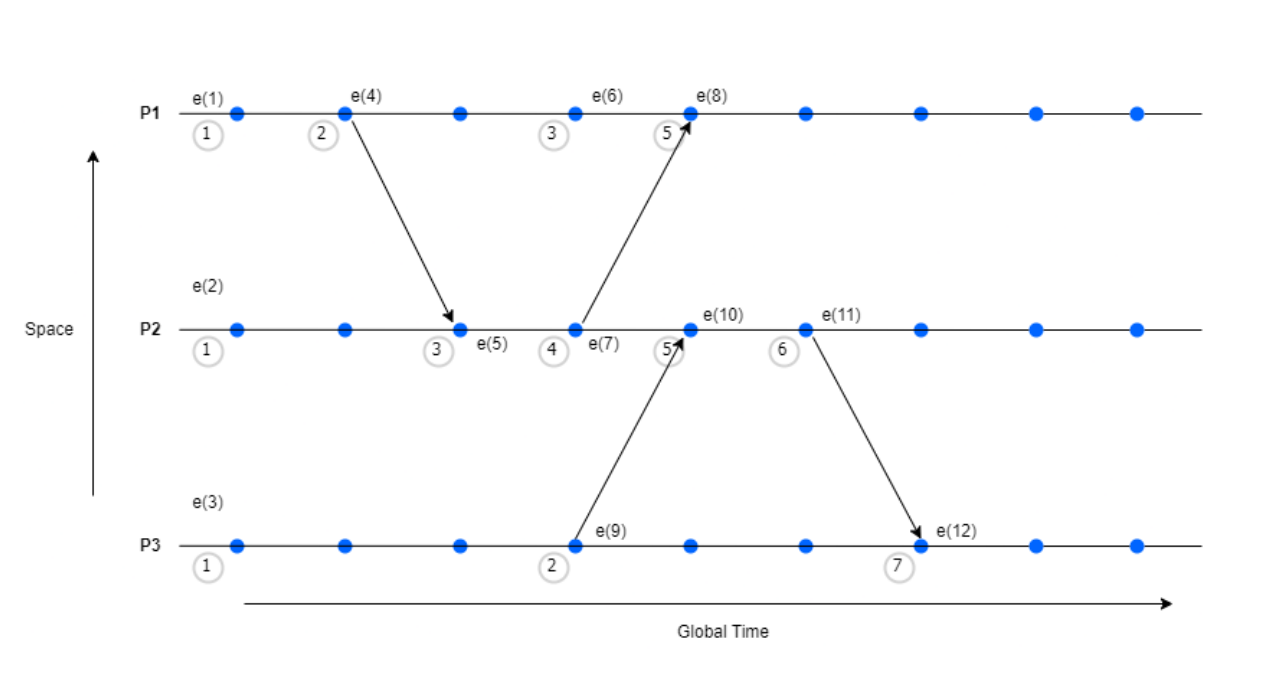 e(1) e(4) e(6) e(8)
P1
1 2 3 5
e(2)
e(10) e(11)
Space P2
1 3 e(5) 4 e(7) 5 6
e(3)
e(9) e(12)
P3
1 2 7
Global Time